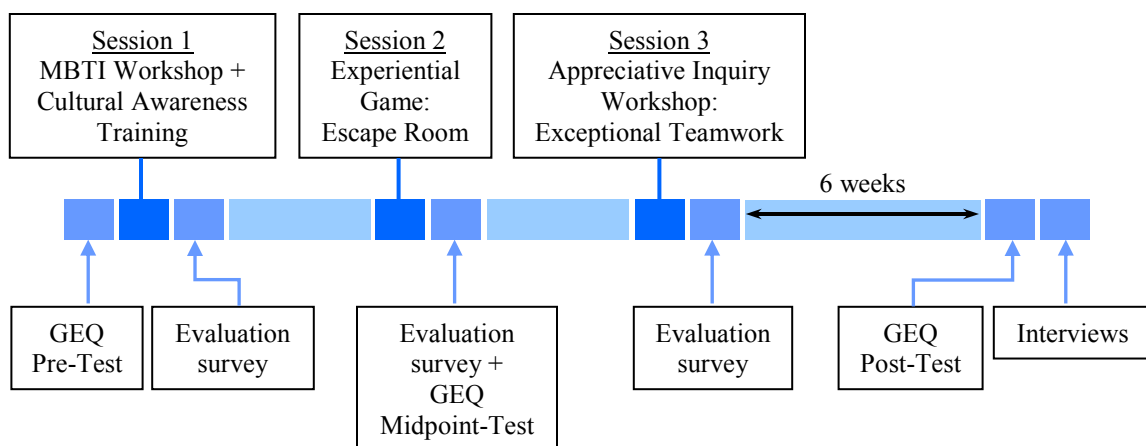 Session 1
MBTI Workshop +
Cultural Awareness
Training
Session 2
Experiential
Game:
Escape Room
Session 3
Appreciative Inquiry
Workshop:
Exceptional Teamwork
6 weeks
GEQ
Pre-Test
Evaluation
survey
Evaluation
survey +
GEQ
Midpoint-Test
Evaluation
survey
GEQ
Post-Test
Interviews